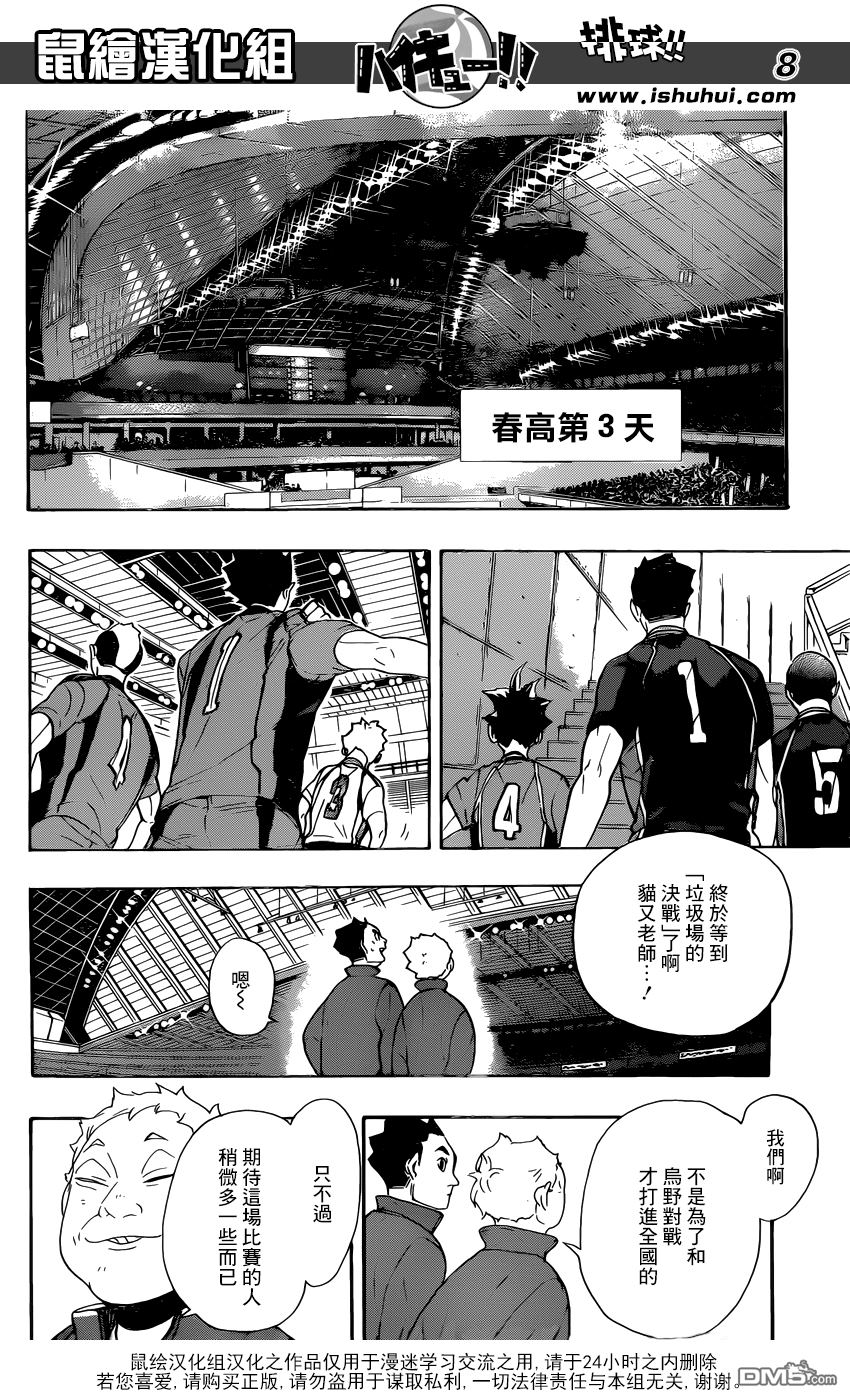 鼠繪漢化組
ハイキュー!!
排球!!
8
www.ishuhui.com
春高第3天
1
1
3
4
1
5
終於等到
「垃圾場的
決戰」了啊
貓又老師…!
嗯~
我們啊
不是為了和
烏野對戰
才打進全國的
只不過
期待這場比賽的人
稍微多一些而已
鼠绘汉化组汉化之作品仅用于漫迷学习交流之用, 请于24小时之内删除
若您喜爱, 请购买正版, 请勿盗用于谋取私利, 一切法律责任与本组无关, 谢谢。
DM5.com